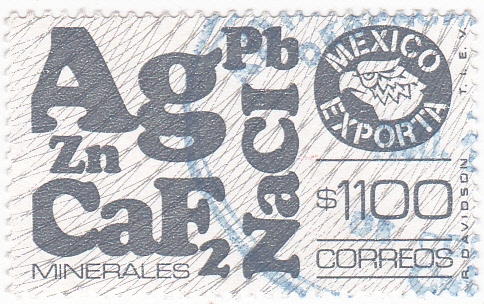 Ag Pb
Zn NaCl
CaF2
MINERALES
MEXICO
EXPORTA
$1100
CORREOS
R. DAVIDSON T.I.E.V.